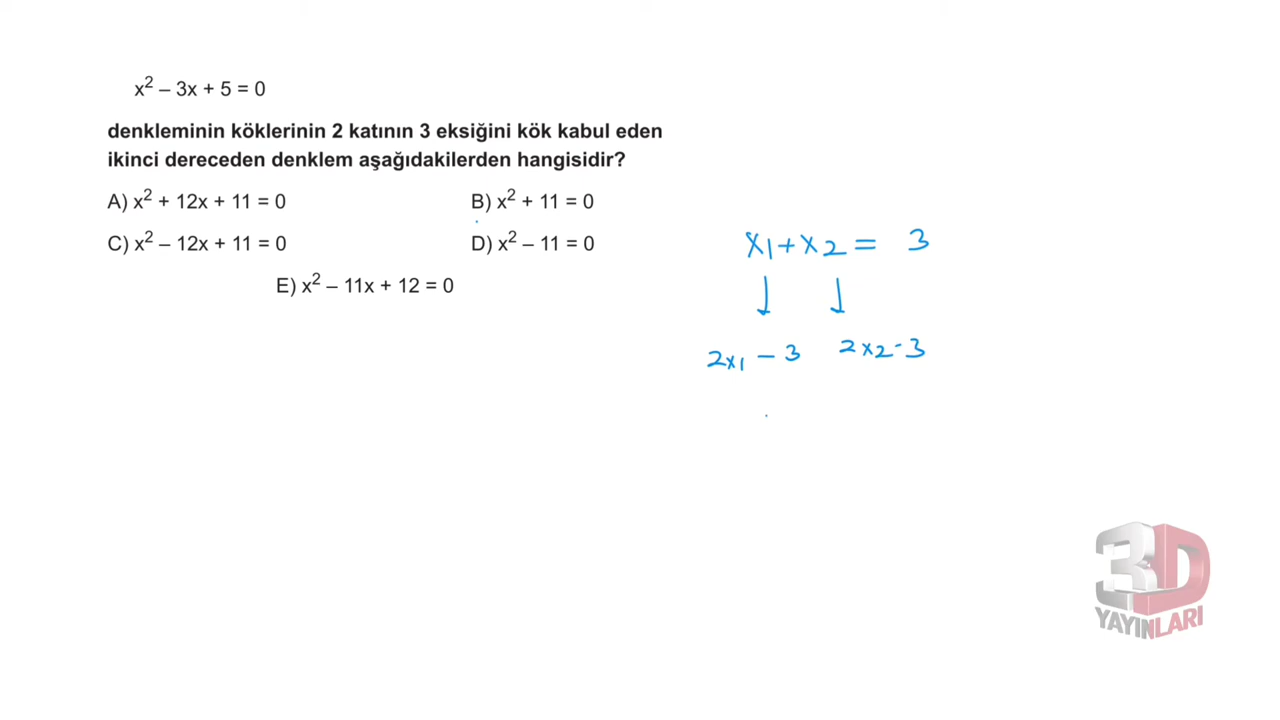 x² – 3x + 5 = 0
denkleminin köklerinin 2 katının 3 eksiğini kök kabul eden
ikinci dereceden denklem aşağıdakilerden hangisidir?
A) x² + 12x + 11 = 0
B) x² + 11 = 0
C) x² – 12x + 11 = 0
D) x² – 11 = 0
E) x² – 11x + 12 = 0
x₁+x₂ = 3
↓ ↓
2x₁ – 3 2x₂ - 3
3D
YAYINLARI